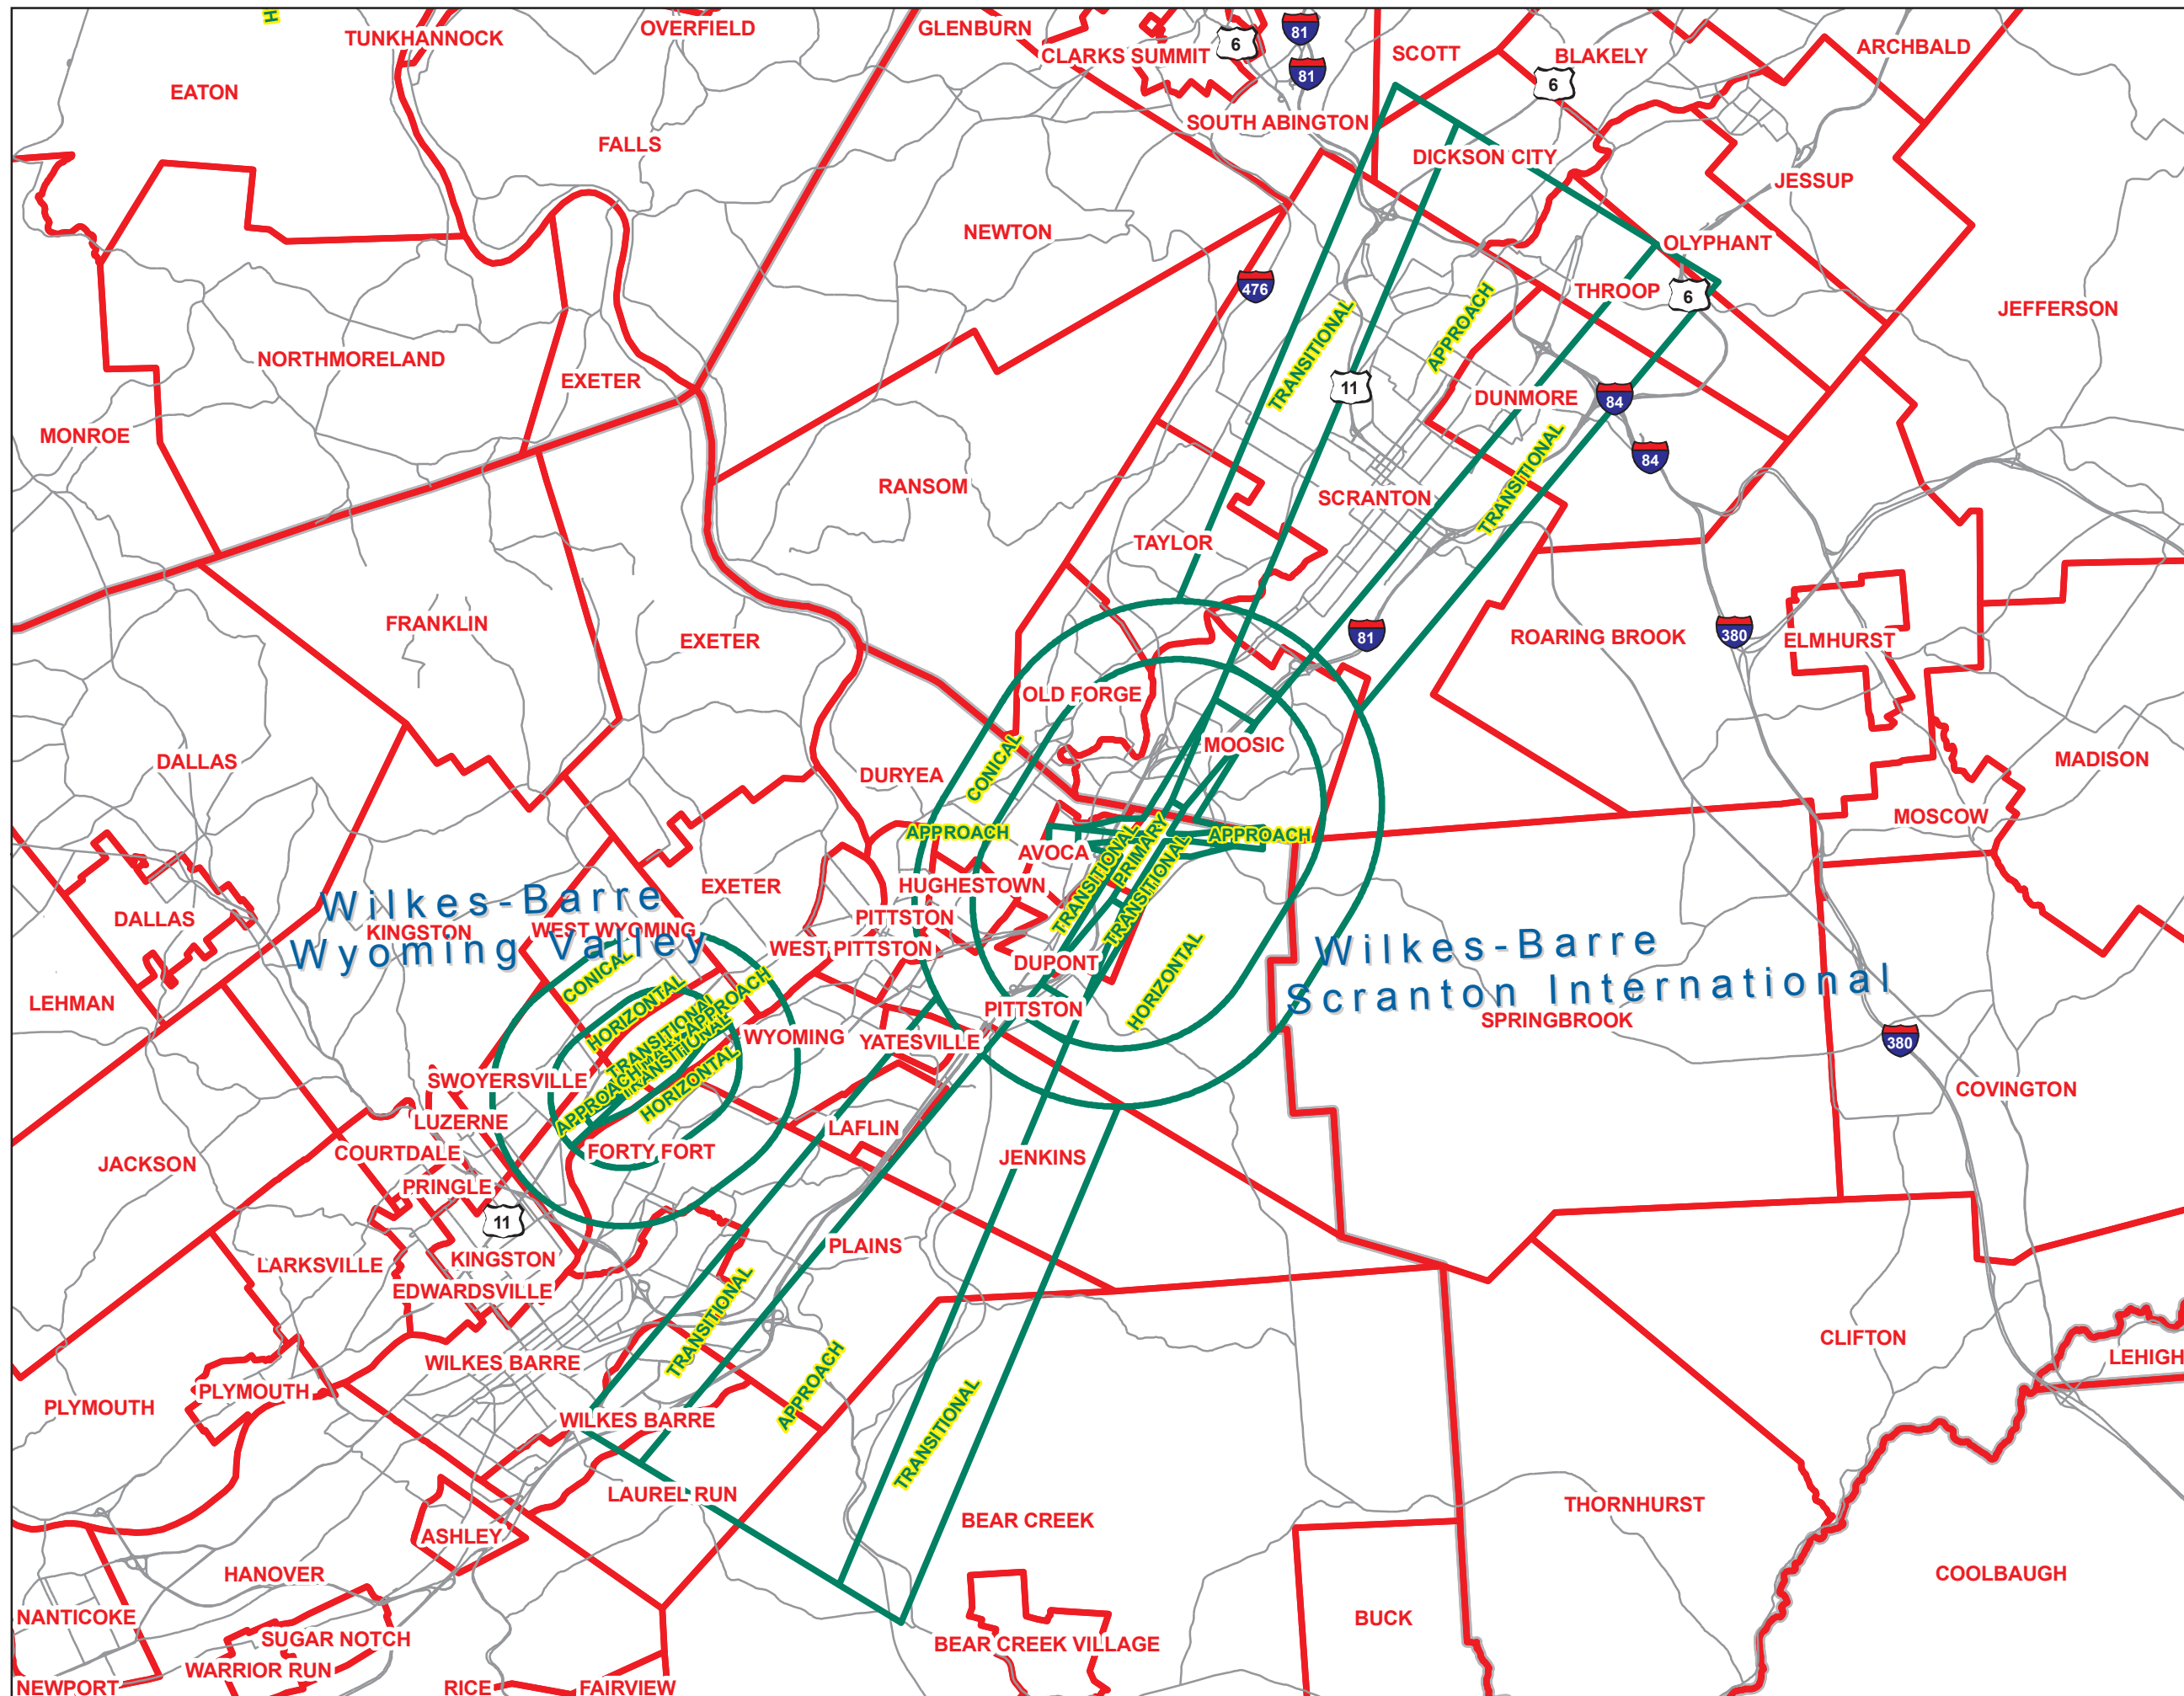 H
TUNKHANNOCK
OVERFIELD
GLENBURN
CLARKS SUMMIT
6
81
81
SCOTT
BLAKELY
ARCHBALD
EATON
6
SOUTH ABINGTON
FALLS
DICKSON CITY
JESSUP
NEWTON
OLYPHANT
476
THROOP
6
JEFFERSON
TRANSITIONAL
APPROACH
NORTHMORELAND
EXETER
11
DUNMORE
84
MONROE
84
TRANSITIONAL
RANSOM
SCRANTON
TAYLOR
FRANKLIN
EXETER
81
ROARING BROOK
380
ELMHURST
OLD FORGE
MOOSIC
DALLAS
CONICAL
DURYEA
MADISON
MOSCOW
APPROACH
APPROACH
AVOCA
TRANSITIONAL
PRIMARY
TRANSITIONAL
EXETER
HUGHESTOWN
Wilkes-Barre
Wyoming Valley
DALLAS
KINGSTON
WEST WYOMING
PITTSTON
WEST PITTSTON
DUPONT
HORIZONTAL
Wilkes-Barre
Scranton International
LEHMAN
CONICAL
HORIZONTAL
TRANSITIONAL
APPROACH
APPROACH
TRANSITIONAL
HORIZONTAL
PITTSTON
SPRINGBROOK
WYOMING
YATESVILLE
380
SWOYERSVILLE
COVINGTON
LUZERNE
LAFLIN
COURTDALE
FORTY FORT
JACKSON
JENKINS
PRINGLE
11
PLAINS
KINGSTON
LARKSVILLE
EDWARDSVILLE
TRANSITIONAL
CLIFTON
LEHIGH
WILKES BARRE
APPROACH
PLYMOUTH
PLYMOUTH
WILKES BARRE
TRANSITIONAL
LAUREL RUN
THORNHURST
BEAR CREEK
ASHLEY
HANOVER
COOLBAUGH
NANTICOKE
BUCK
SUGAR NOTCH
BEAR CREEK VILLAGE
WARRIOR RUN
NEWPORT
RICE
FAIRVIEW